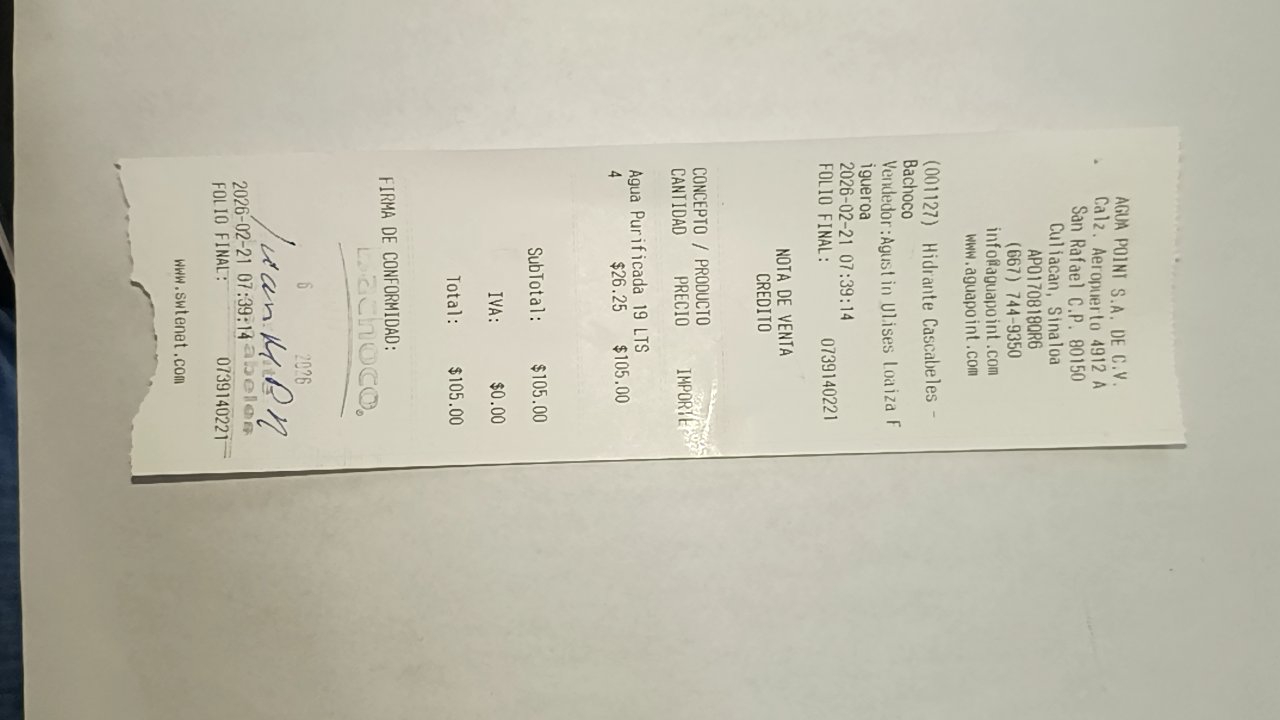 AGUA POINT S.A. DE C.V.
Calz. Aeropuerto 4912 A
San Rafael C.P. 80150
Culiacan, Sinaloa
APO170818QR6
(667) 744-9350
info@aguapoint.com
www.aguapoint.com
(001127) Hidrante Cascabeles -
Bachoco
Vendedor:Agustin Ulises Loaiza F
igueroa
2026-02-21 07:39:14
FOLIO FINAL: 0739140221
NOTA DE VENTA
CREDITO
CONCEPTO / PRODUCTO
CANTIDAD PRECIO IMPORTE
Agua Purificada 19 LTS
4 $26.25 $105.00
SubTotal: $105.00
IVA: $0.00
Total: $105.00
FIRMA DE CONFORMIDAD:
Bachoco.
6 2026
2026-02-21 07:39:14
FOLIO FINAL: 0739140221
www.swtenet.com